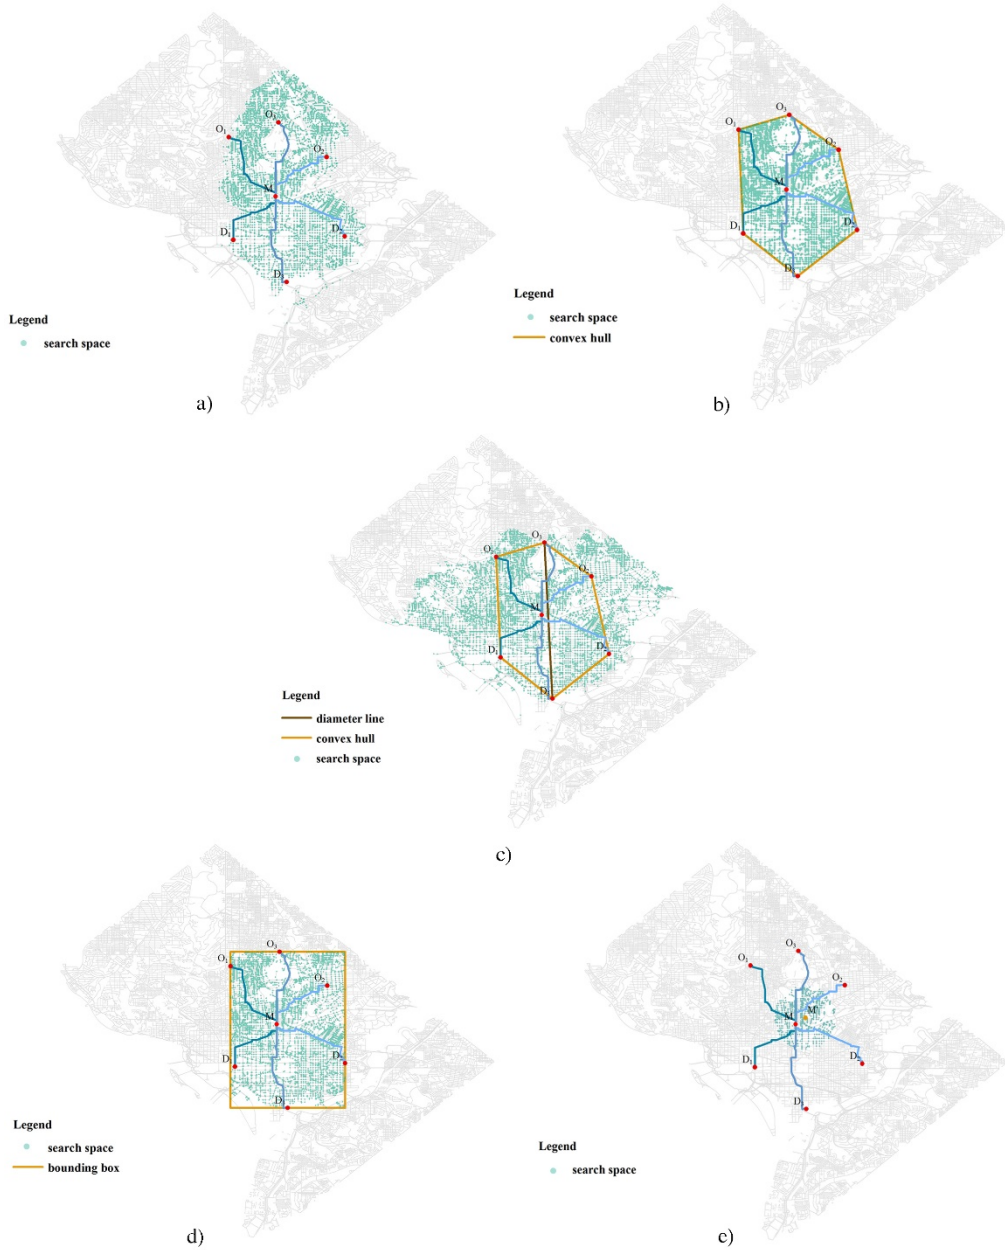 O₃
O₁
O₂
M
D₁
D₂
D₃
Legend
search space
a)
O₃
O₁
O₂
M
D₁
D₂
D₃
Legend
search space
convex hull
b)
O₃
O₁
O₂
M
D₁
D₂
D₃
Legend
diameter line
convex hull
search space
c)
O₃
O₁
O₂
M
D₁
D₂
D₃
Legend
search space
bounding box
d)
O₃
O₁
O₂
M'
M
D₂
D₁
D₃
Legend
search space
e)